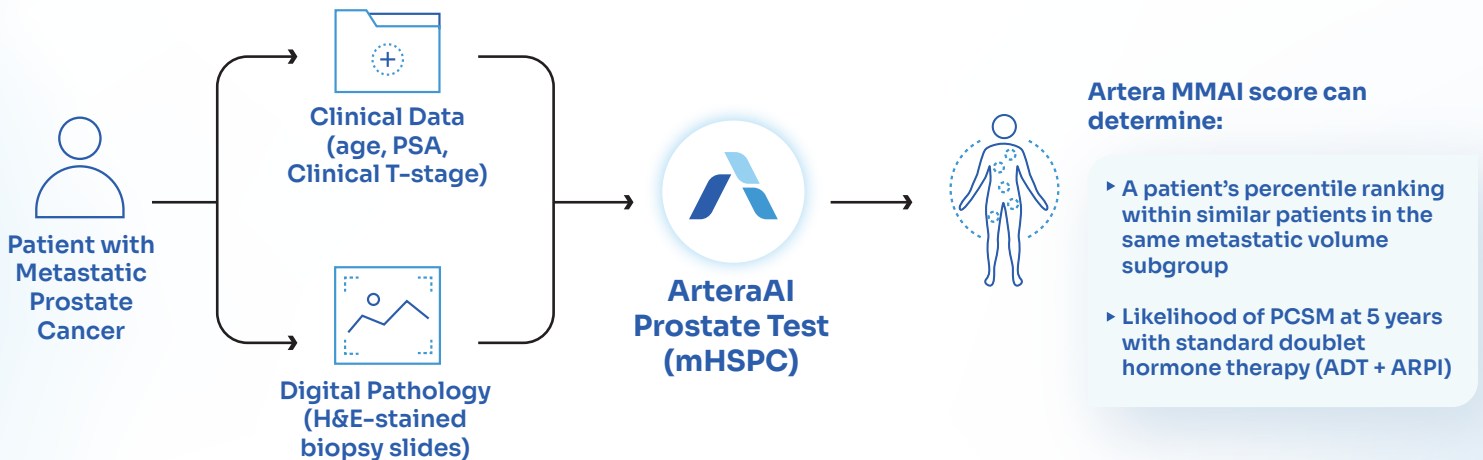 Patient with
Metastatic
Prostate
Cancer
Clinical Data
(age, PSA,
Clinical T-stage)
Digital Pathology
(H&E-stained
biopsy slides)
ArteraAI
Prostate Test
(mHSPC)
Artera MMAI score can
determine:
A patient’s percentile ranking
within similar patients in the
same metastatic volume
subgroup
Likelihood of PCSM at 5 years
with standard doublet
hormone therapy (ADT + ARPI)